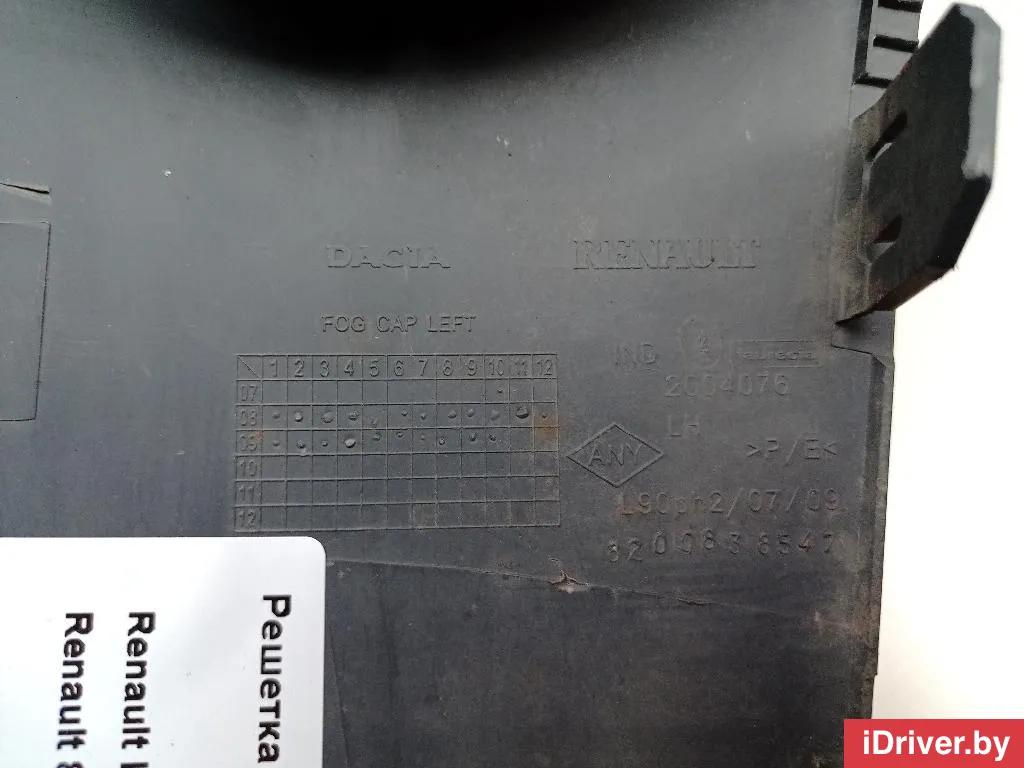 DACIA
RENAULT
FOG CAP LEFT
1 2 3 4 5 6 7 8 9 10 11 12
07
08
09
10
11
12
IND
2004076
LH
>P/E<
ANY
L90ph2/07/09
8200838547
Решетка
Renault
Renault 8
iDriver.by